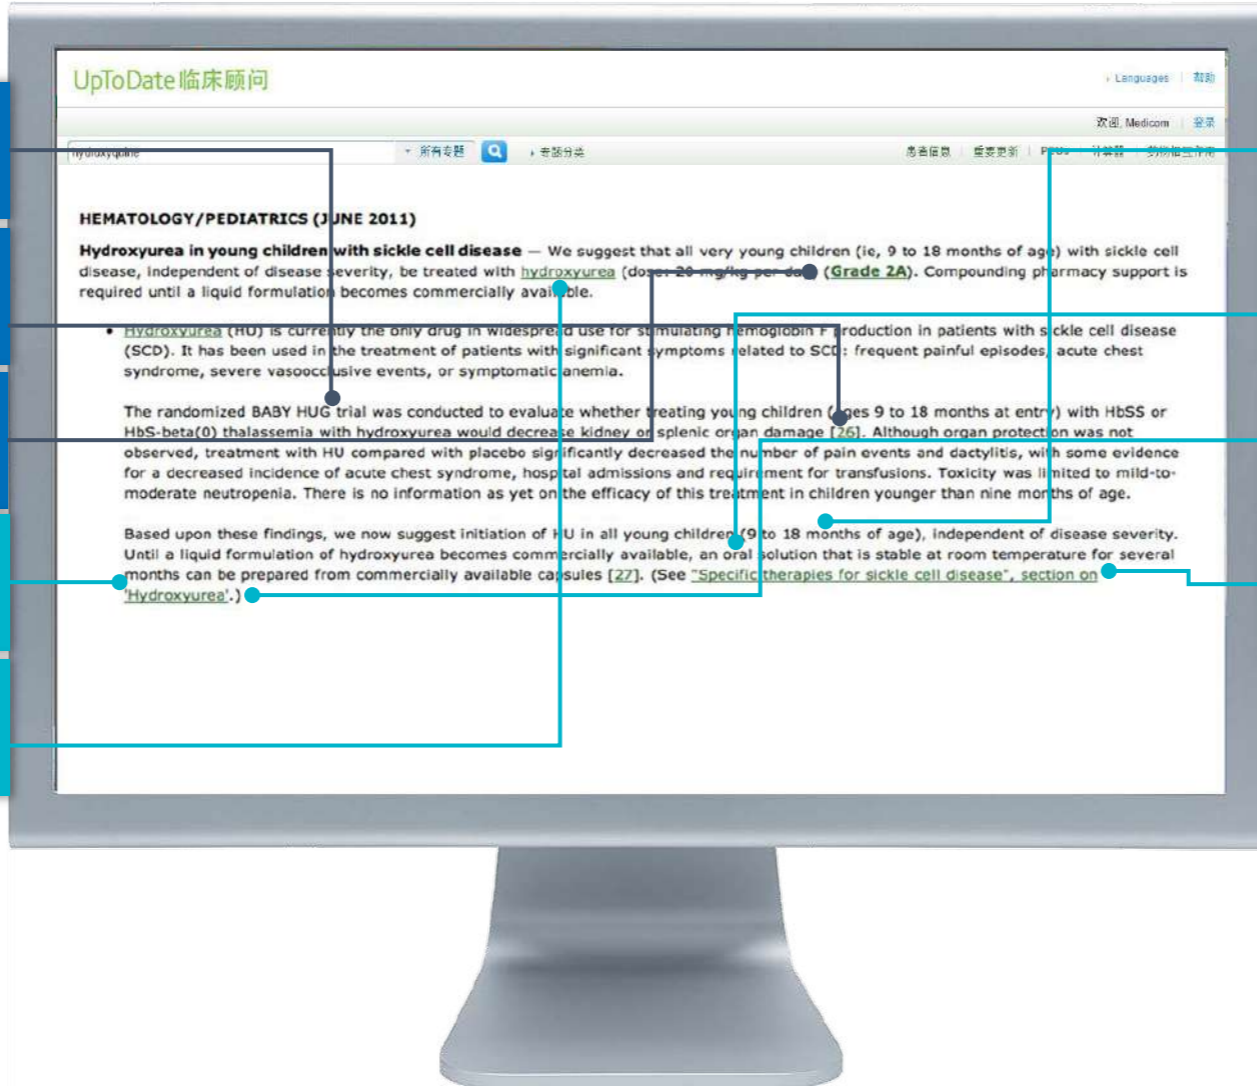 UpToDate临床顾问
Languages 帮助
欢迎, Medicom 登录
所有专题 专题分类 患者信息 重要更新 计算器
HEMATOLOGY/PEDIATRICS (JUNE 2011)
Hydroxyurea in young children with sickle cell disease — We suggest that all very young children (ie, 9 to 18 months of age) with sickle cell
disease, independent of disease severity, be treated with hydroxyurea (dose: 20 mg/kg per day) (Grade 2A). Compounding pharmacy support is
required until a liquid formulation becomes commercially available.
• Hydroxyurea (HU) is currently the only drug in widespread use for stimulating hemoglobin F production in patients with sickle cell disease
(SCD). It has been used in the treatment of patients with significant symptoms related to SCD: frequent painful episodes, acute chest
syndrome, severe vasoocclusive events, or symptomatic anemia.
The randomized BABY HUG trial was conducted to evaluate whether treating young children (ages 9 to 18 months at entry) with HbSS or
HbS-beta(0) thalassemia with hydroxyurea would decrease kidney or splenic organ damage [26]. Although organ protection was not
observed, treatment with HU compared with placebo significantly decreased the number of pain events and dactylitis, with some evidence
for a decreased incidence of acute chest syndrome, hospital admissions and requirement for transfusions. Toxicity was limited to mild-to-
moderate neutropenia. There is no information as yet on the efficacy of this treatment in children younger than nine months of age.
Based upon these findings, we now suggest initiation of HU in all young children (9 to 18 months of age), independent of disease severity.
Until a liquid formulation of hydroxyurea becomes commercially available, an oral solution that is stable at room temperature for several
months can be prepared from commercially available capsules [27]. (See "Specific therapies for sickle cell disease", section on
'Hydroxyurea'.)